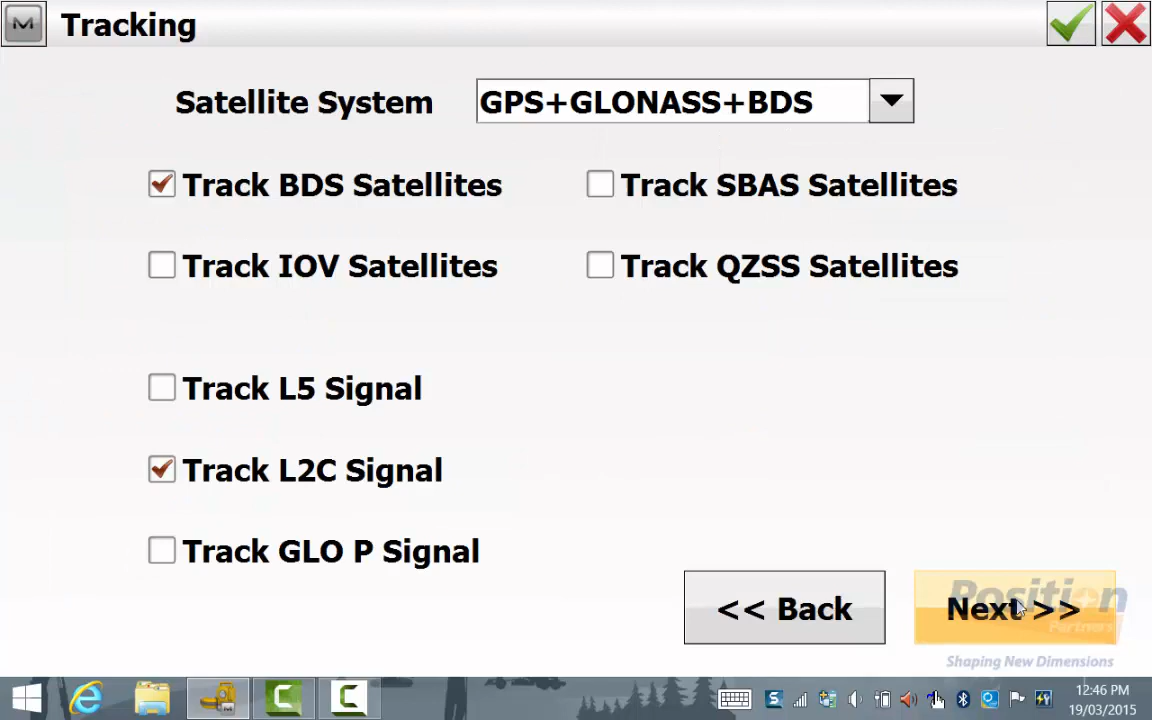 Tracking
Satellite System
GPS+GLONASS+BDS
Track BDS Satellites
Track SBAS Satellites
Track IOV Satellites
Track QZSS Satellites
Track L5 Signal
Track L2C Signal
Track GLO P Signal
<< Back
Next >>
Position
Partners
Shaping New Dimensions
12:46 PM
19/03/2015